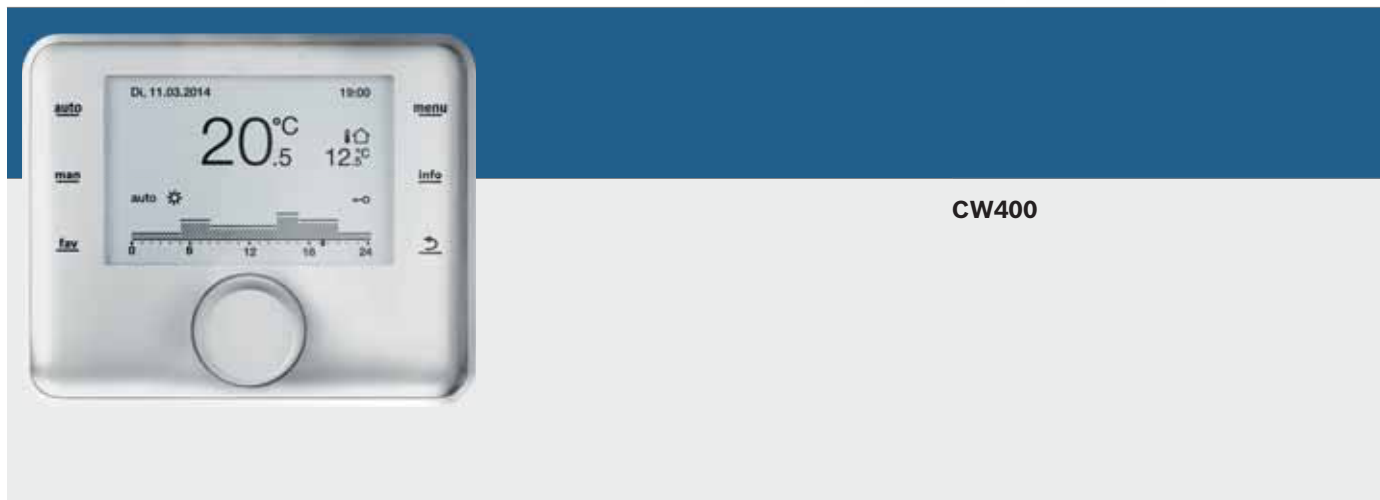 Di, 11.03.2014 19:00
auto menu
20.5 °C
12.5 °C
man info
auto
fav
0 6 12 18 24
CW400